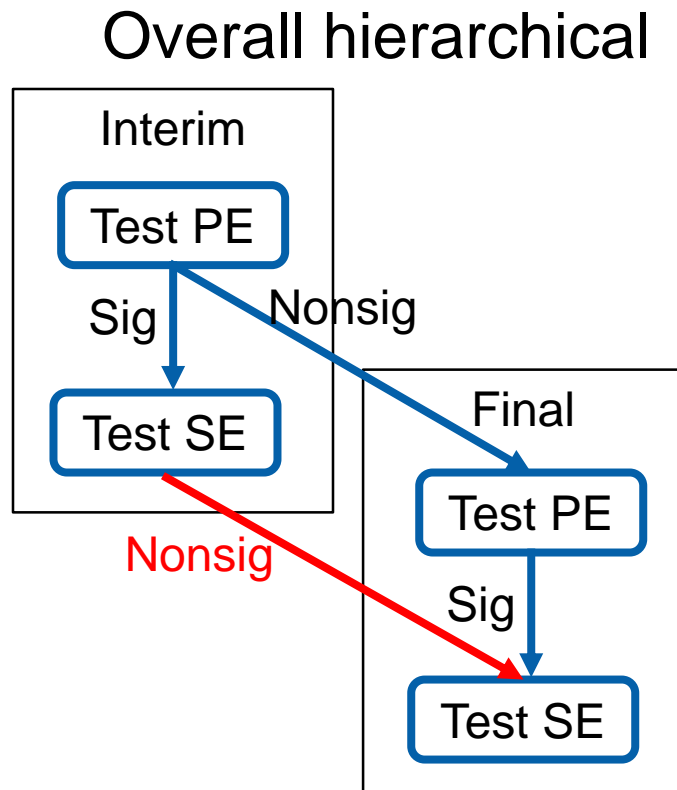 Overall hierarchical
Interim
Test PE
Sig
Nonsig
Test SE
Final
Test PE
Nonsig
Sig
Test SE